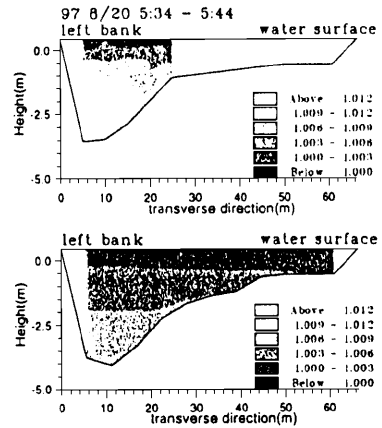 97 8/20 5:34 - 5:44
left bank water surface
0.0
-2.5
-5.0
Height(m)
Above 1.012
1.009 - 1.012
1.006 - 1.009
1.003 - 1.006
1.000 - 1.003
Below 1.000
0 10 20 30 40 50 60
transverse direction(m)
left bank water surface
0.0
-2.5
-5.0
Height(m)
Above 1.012
1.009 - 1.012
1.006 - 1.009
1.003 - 1.006
1.000 - 1.003
Below 1.000
0 10 20 30 40 50 60
transverse direction(m)